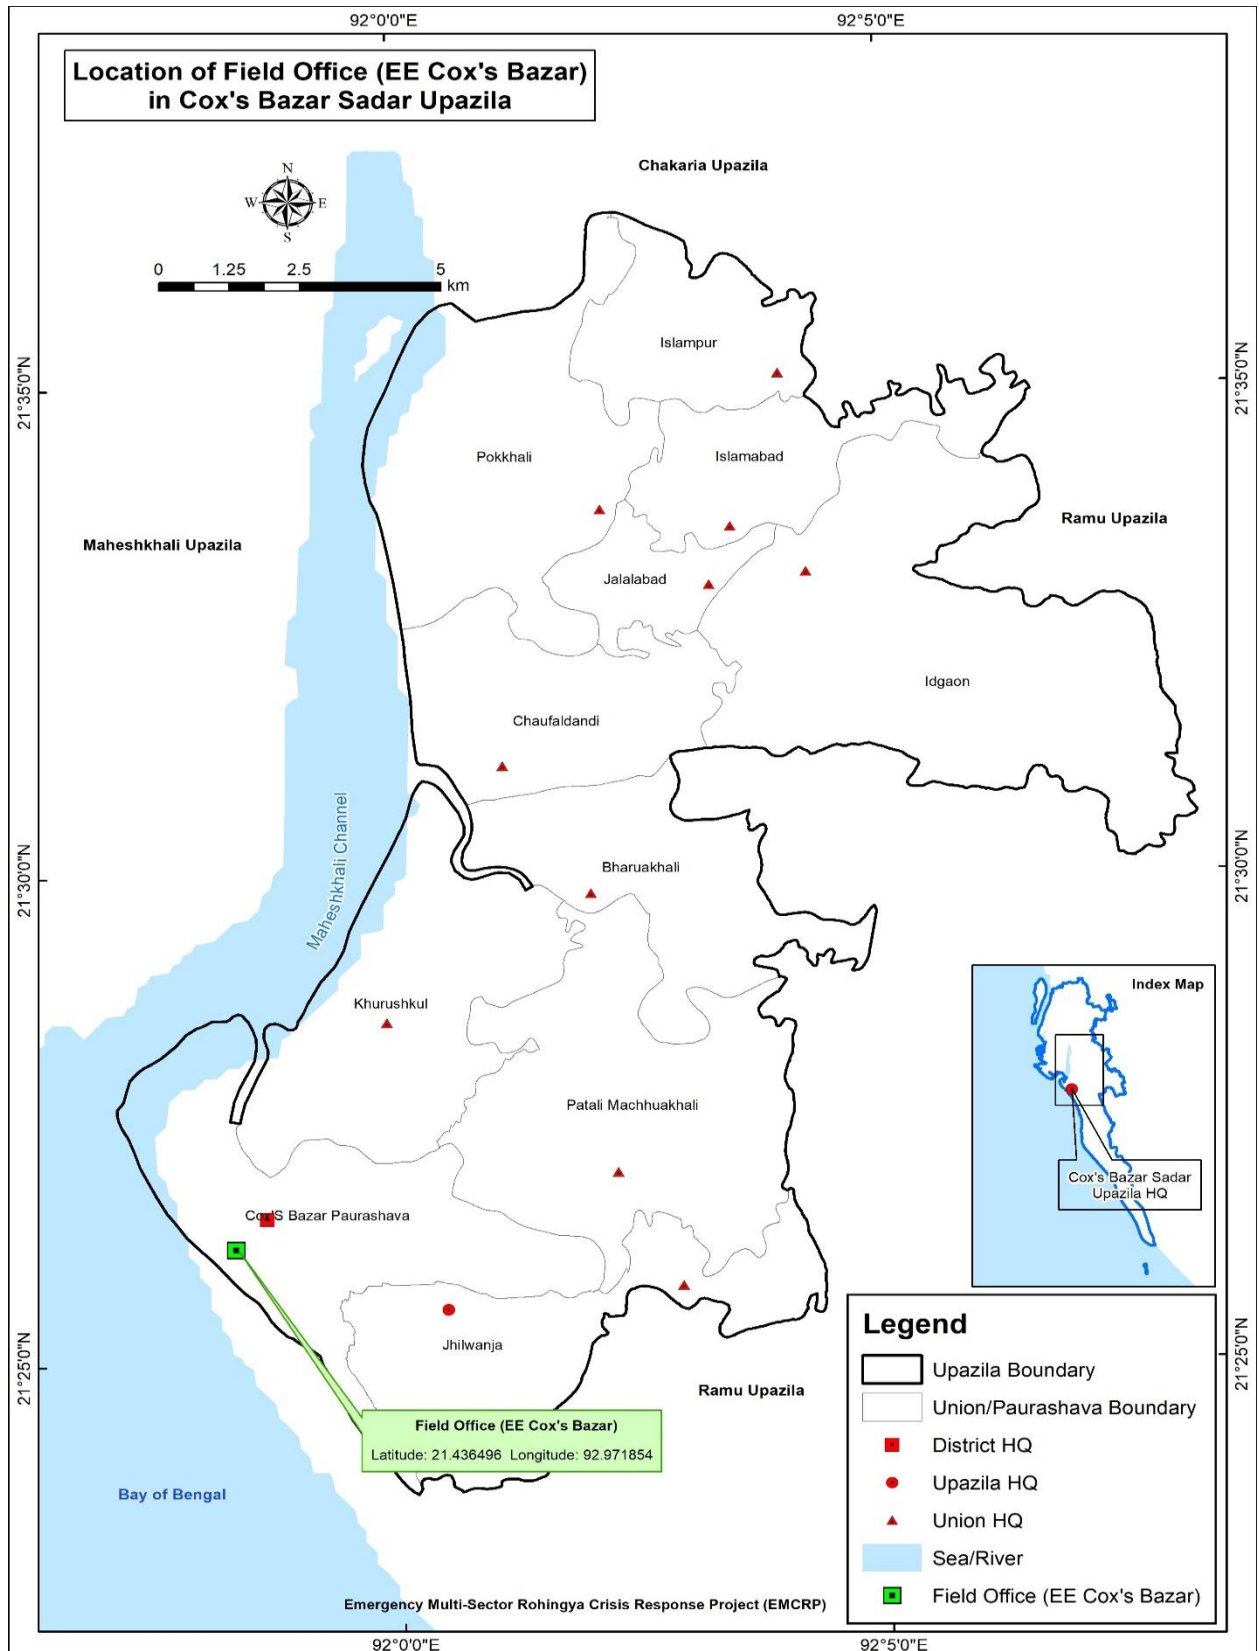 92°0'0"E
92°5'0"E
Location of Field Office (EE Cox's Bazar)
in Cox's Bazar Sadar Upazila
Chakaria Upazila
N
W
E
S
0
1.25
2.5
5
km
Islampur
21°35'0"N
21°35'0"N
Pokkhali
Islamabad
Ramu Upazila
Maheshkhali Upazila
Jalalabad
Idgaon
Chaufaldandi
Maheshkhali Channel
Bharuakhali
21°30'0"N
21°30'0"N
Khurushkul
Index Map
Patali Machhuakhali
Cox's Bazar Sadar
Upazila HQ
Cox'S Bazar Paurashava
Jhilwanja
21°25'0"N
21°25'0"N
Ramu Upazila
Field Office (EE Cox's Bazar)
Latitude: 21.436496 Longitude: 92.971854
Bay of Bengal
Legend
Upazila Boundary
Union/Paurashava Boundary
District HQ
Upazila HQ
Union HQ
Sea/River
Field Office (EE Cox's Bazar)
Emergency Multi-Sector Rohingya Crisis Response Project (EMCRP)
92°0'0"E
92°5'0"E